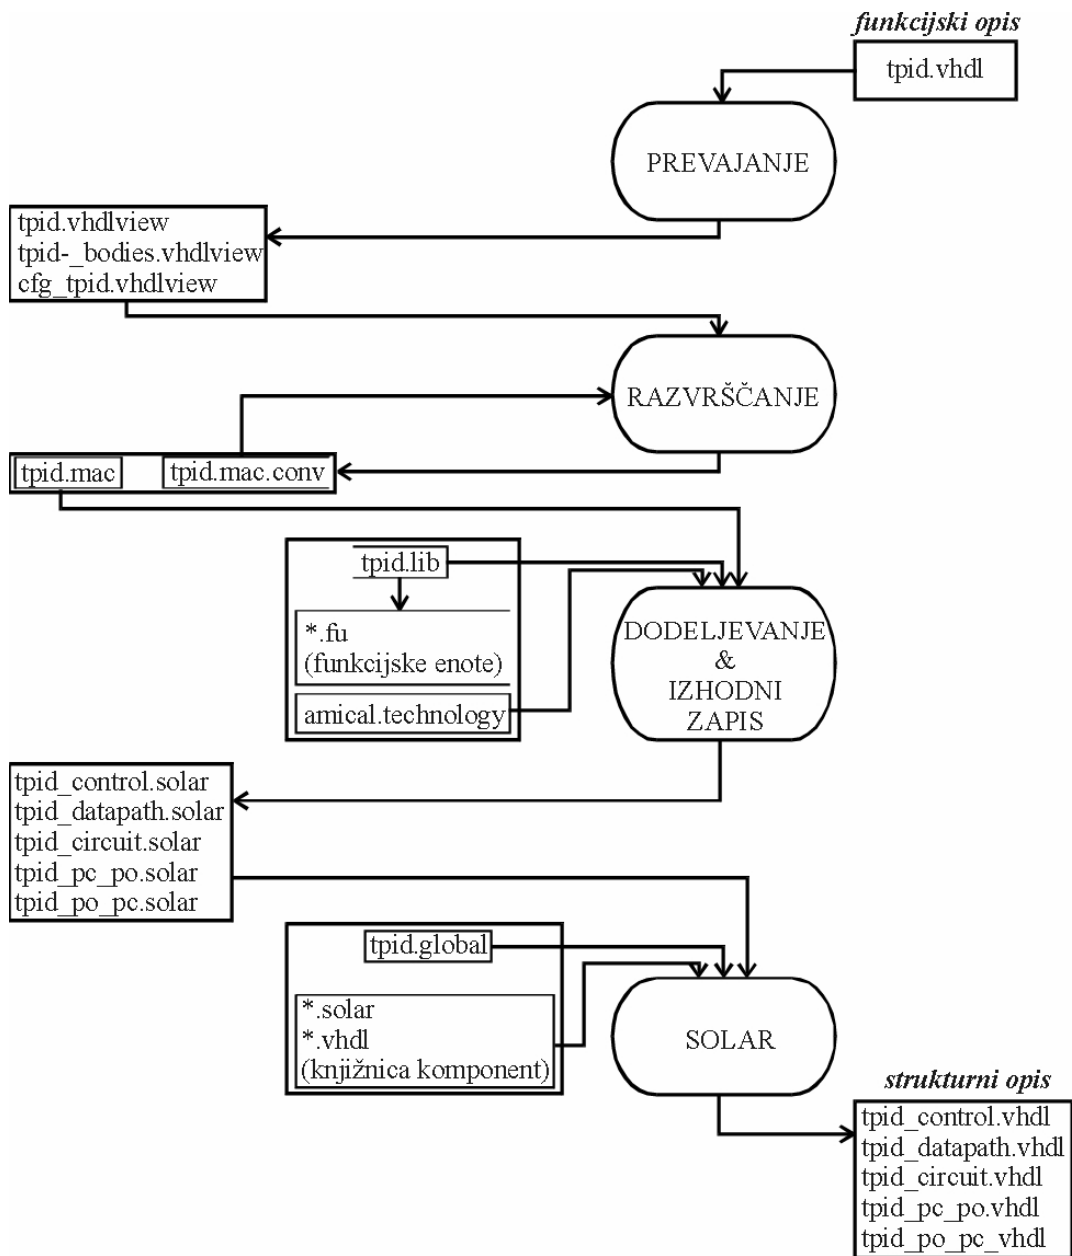 funkcijski opis
tpid.vhdl
PREVAJANJE
tpid.vhdlview
tpid-_bodies.vhdlview
cfg_tpid.vhdlview
RAZVRŠČANJE
tpid.mac
tpid.mac.conv
tpid.lib
*.fu
(funkcijske enote)
amical.technology
DODELJEVANJE
&
IZHODNI
ZAPIS
tpid_control.solar
tpid_datapath.solar
tpid_circuit.solar
tpid_pc_po.solar
tpid_po_pc.solar
tpid.global
*.solar
*.vhdl
(knjižnica komponent)
SOLAR
strukturni opis
tpid_control.vhdl
tpid_datapath.vhdl
tpid_circuit.vhdl
tpid_pc_po.vhdl
tpid_po_pc_vhdl